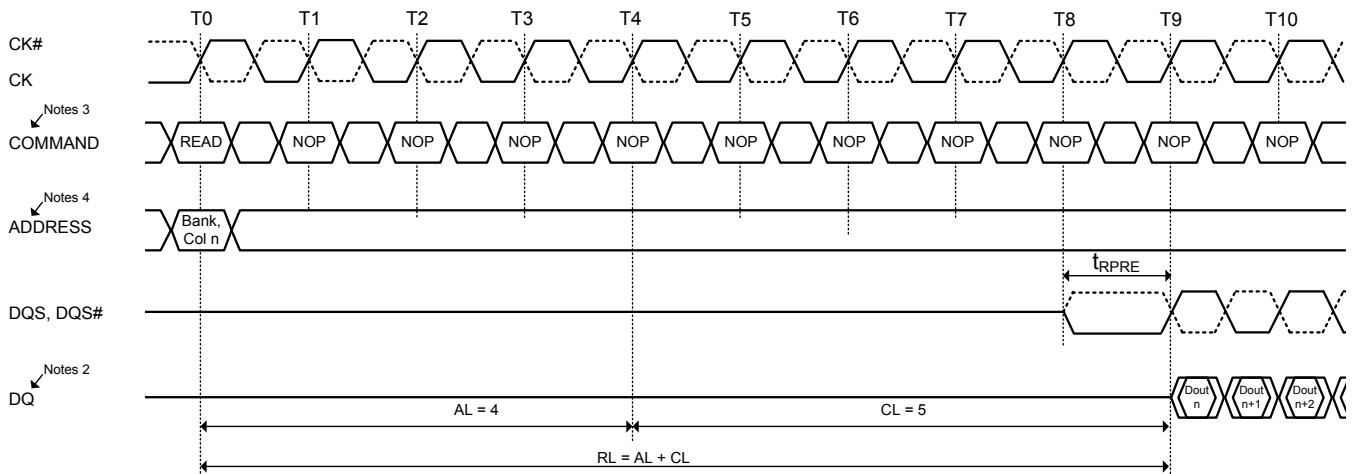 T0 T1 T2 T3 T4 T5 T6 T7 T8 T9 T10
CK#
CK
Notes 3
COMMAND READ NOP NOP NOP NOP NOP NOP NOP NOP NOP NOP
Notes 4
ADDRESS
Bank,
Col n
tRPRE
DQS, DQS#
Notes 2
DQ
Dout
n
Dout
n+1
Dout
n+2
AL = 4 CL = 5
RL = AL + CL